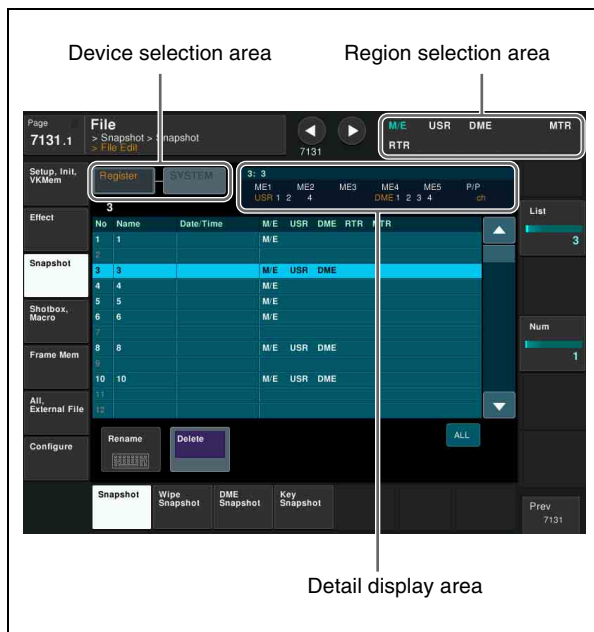 Device selection area
Region selection area
Page
7131.1
File
> Snapshot > Snapshot
> File Edit
7131
M/E USR DME MTR
RTR
Setup, Init,
VKMem
Effect
Snapshot
Shotbox,
Macro
Frame Mem
All,
External File
Configure
Register
SYSTEM
3: 3
ME1 ME2 ME3 ME4 ME5 P/P
USR 1 2 4 DME 1 2 3 4 ch
3
No Name Date/Time M/E USR DME RTR MTR
1 1 M/E
2
3 3 M/E USR DME
4 4 M/E
5 5 M/E
6 6 M/E
7
8 8 M/E USR DME
9
10 10 M/E USR DME
11
12
List
3
Num
1
Rename
Delete
ALL
Snapshot
Wipe
Snapshot
DME
Snapshot
Key
Snapshot
Prev
7131
Detail display area